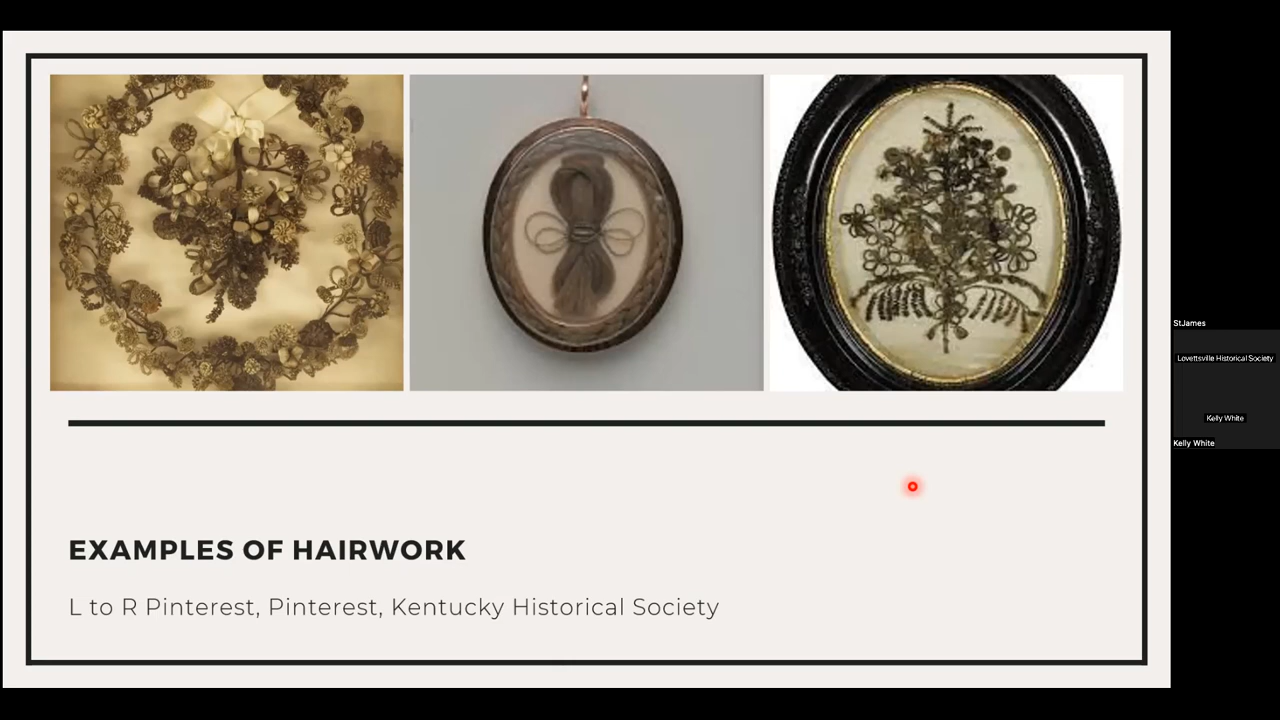 EXAMPLES OF HAIRWORK
L to R Pinterest, Pinterest, Kentucky Historical Society
StJames
Lovettsville Historical Society
Kelly White
Kelly White